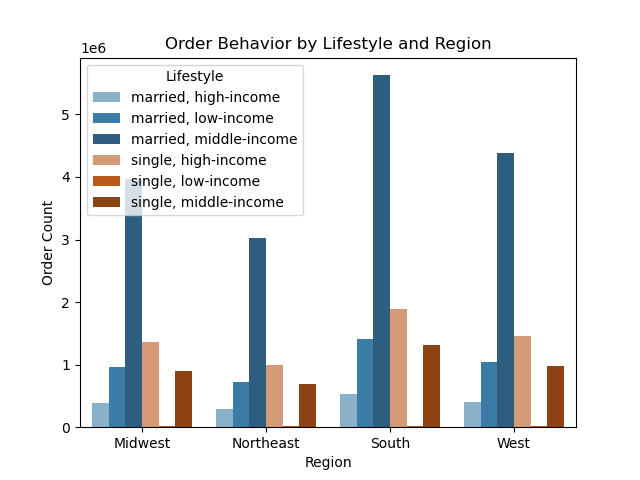 Order Behavior by Lifestyle and Region
1e6
Lifestyle
married, high-income
married, low-income
married, middle-income
single, high-income
single, low-income
single, middle-income
5
4
3
2
1
0
Order Count
Midwest Northeast South West
Region